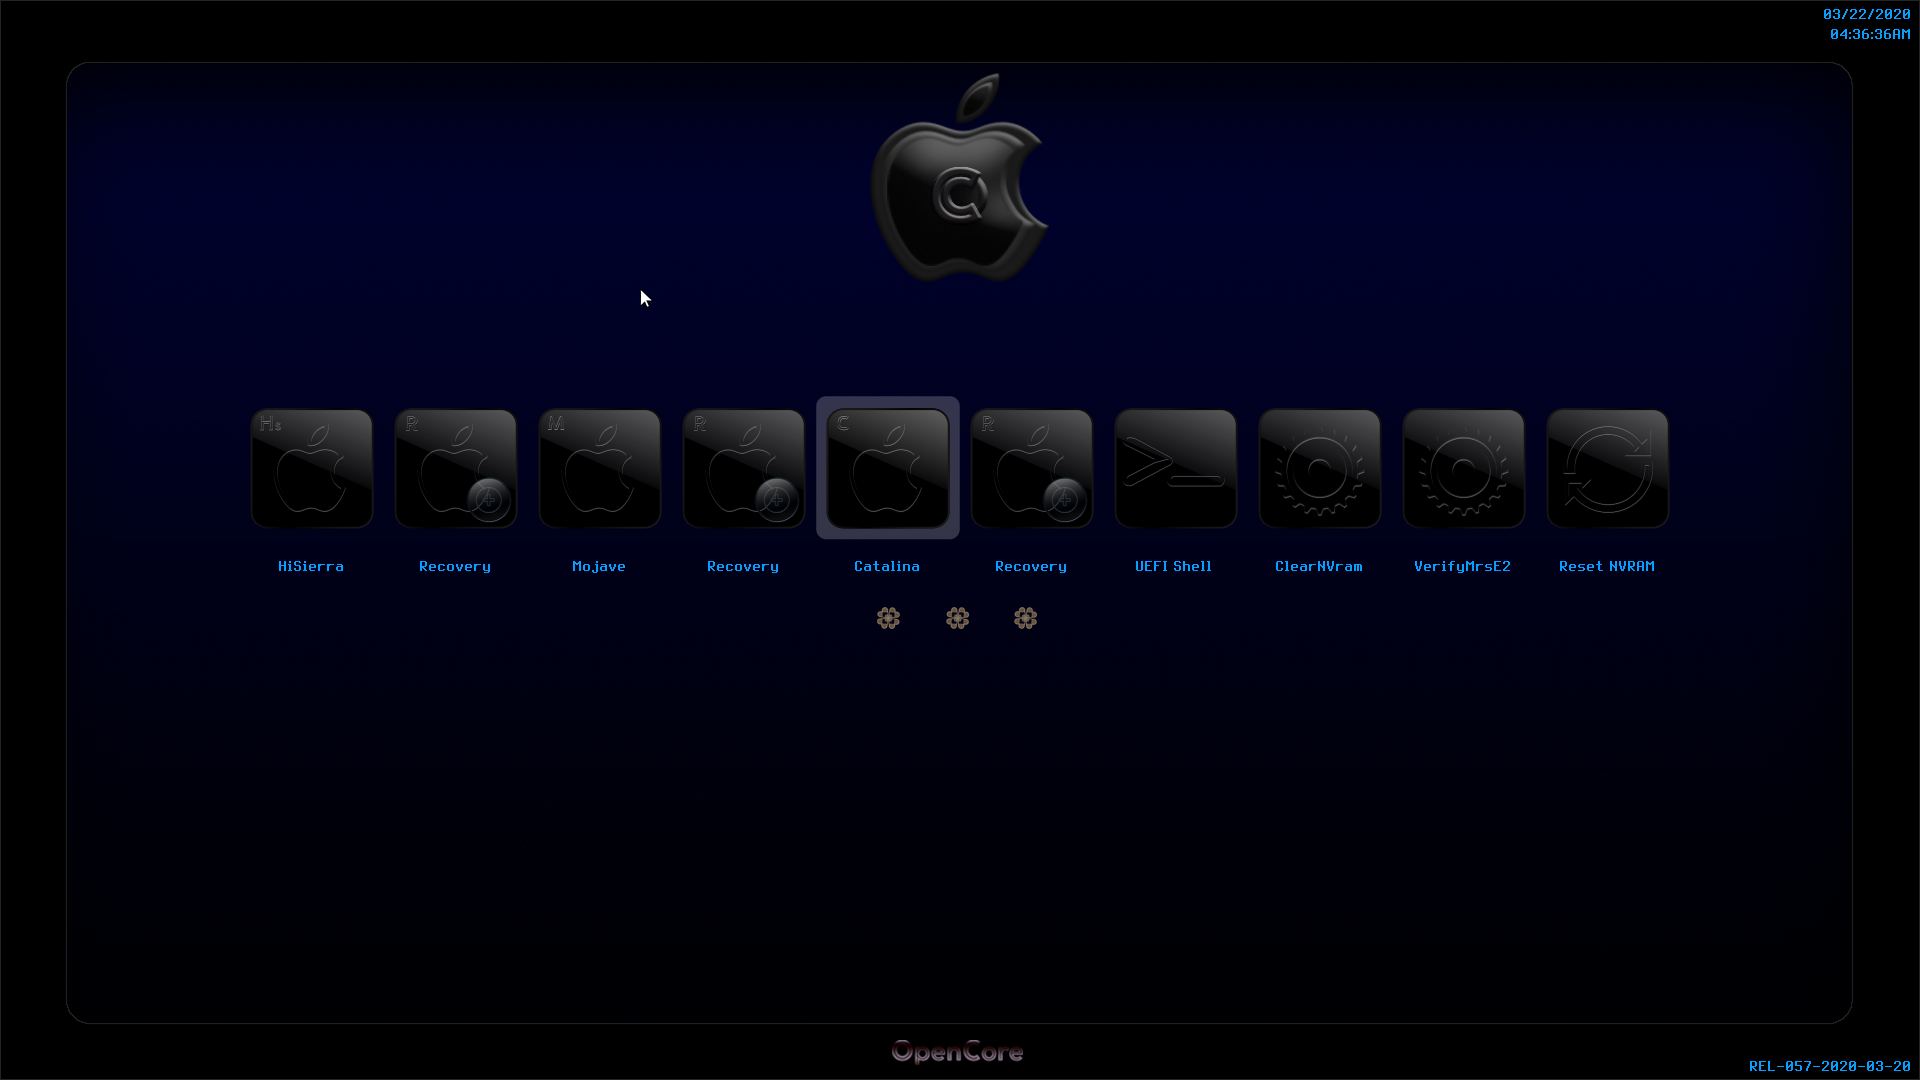 03/22/2020
04:36:36AM
C
Hs
R
M
R
C
R
>_
HiSierra
Recovery
Mojave
Recovery
Catalina
Recovery
UEFI Shell
ClearNVram
VerifyMrsE2
Reset NVRAM
OpenCore
REL-057-2020-03-20